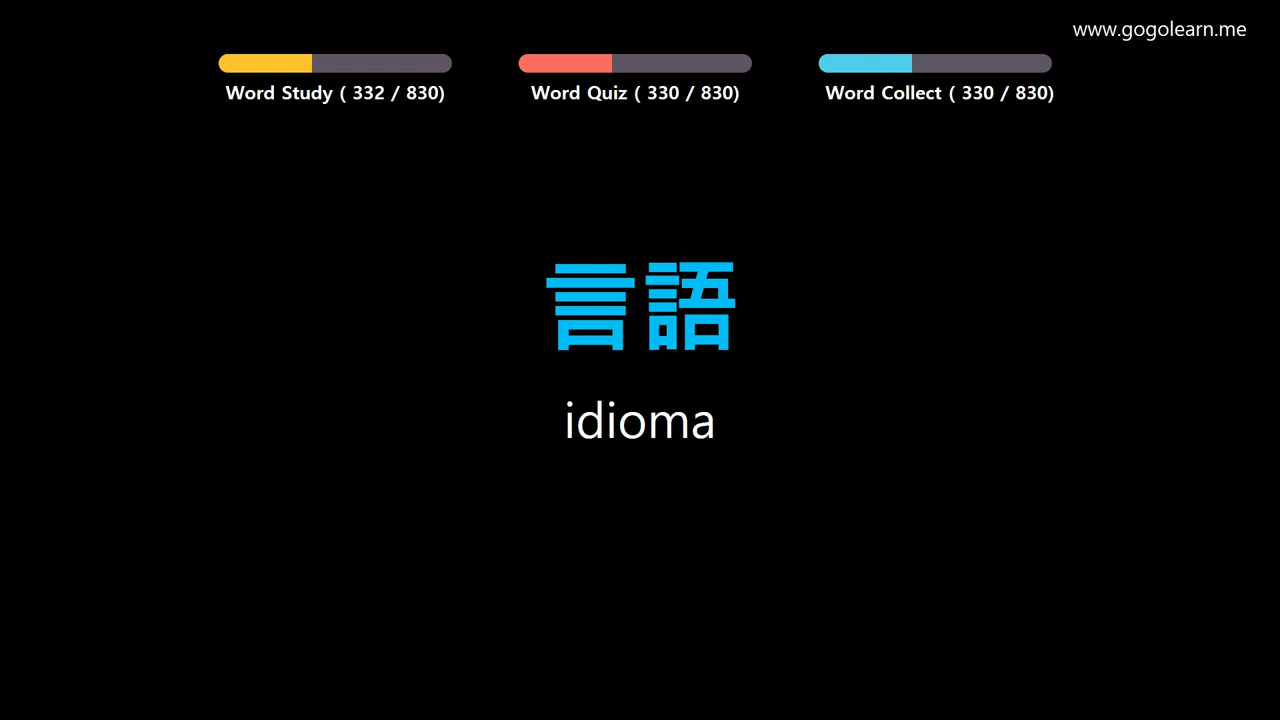 www.gogolearn.me
Word Study ( 332 / 830)
Word Quiz ( 330 / 830)
Word Collect ( 330 / 830)
言語
idioma